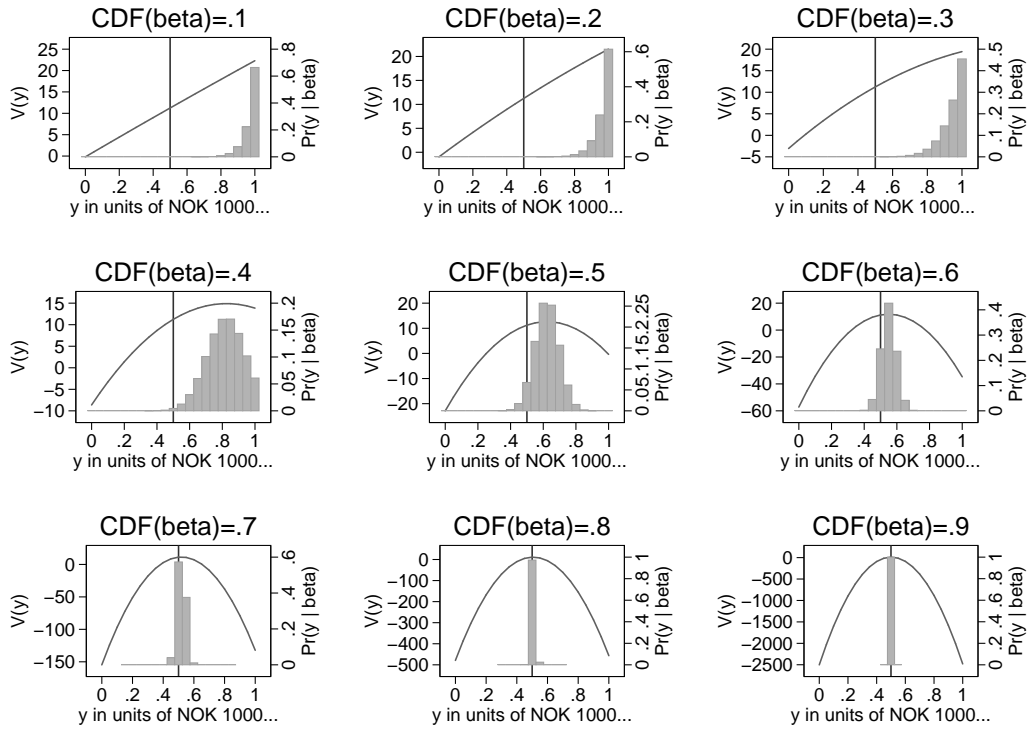 CDF(beta)=.1
25
20
15
10
5
0
V(y)
0 .2 .4 .6 .8
Pr(y | beta)
0 .2 .4 .6 .8 1
y in units of NOK 1000...
CDF(beta)=.2
20
15
10
5
0
V(y)
0 .2 .4 .6
Pr(y | beta)
0 .2 .4 .6 .8 1
y in units of NOK 1000...
CDF(beta)=.3
20
15
10
5
0
−5
V(y)
0 .1 .2 .3 .4 .5
Pr(y | beta)
0 .2 .4 .6 .8 1
y in units of NOK 1000...
CDF(beta)=.4
15
10
5
0
−5
−10
V(y)
0 .05 .1 .15 .2
Pr(y | beta)
0 .2 .4 .6 .8 1
y in units of NOK 1000...
CDF(beta)=.5
20
10
0
−10
−20
V(y)
0 .05 .1 .15 .2 .25
Pr(y | beta)
0 .2 .4 .6 .8 1
y in units of NOK 1000...
CDF(beta)=.6
20
0
−20
−40
−60
V(y)
0 .1 .2 .3 .4
Pr(y | beta)
0 .2 .4 .6 .8 1
y in units of NOK 1000...
CDF(beta)=.7
0
−50
−100
−150
V(y)
0 .2 .4 .6
Pr(y | beta)
0 .2 .4 .6 .8 1
y in units of NOK 1000...
CDF(beta)=.8
0
−100
−200
−300
−400
−500
V(y)
0 .2 .4 .6 .8 1
Pr(y | beta)
0 .2 .4 .6 .8 1
y in units of NOK 1000...
CDF(beta)=.9
0
−500
−1000
−1500
−2000
−2500
V(y)
0 .2 .4 .6 .8 1
Pr(y | beta)
0 .2 .4 .6 .8 1
y in units of NOK 1000...